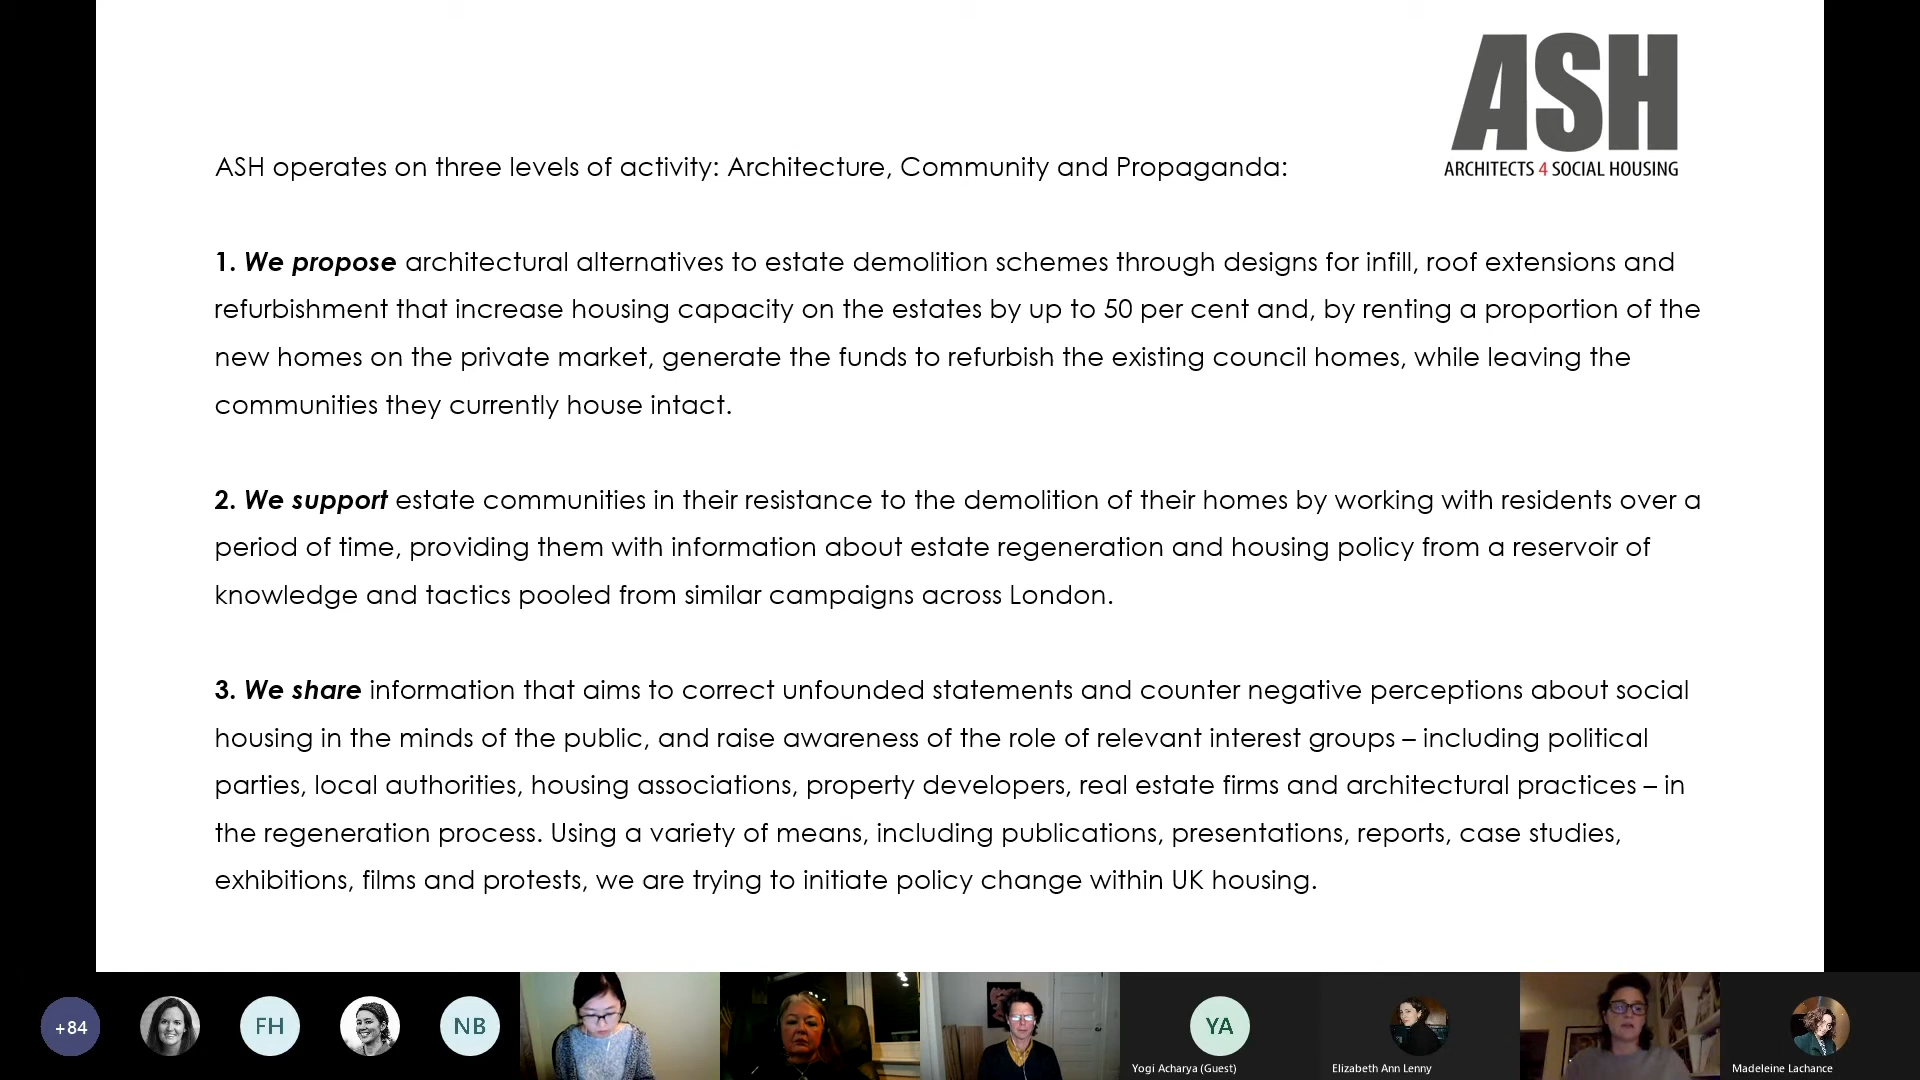 ASH
ARCHITECTS 4 SOCIAL HOUSING
ASH operates on three levels of activity: Architecture, Community and Propaganda:
1. We propose architectural alternatives to estate demolition schemes through designs for infill, roof extensions and
refurbishment that increase housing capacity on the estates by up to 50 per cent and, by renting a proportion of the
new homes on the private market, generate the funds to refurbish the existing council homes, while leaving the
communities they currently house intact.
2. We support estate communities in their resistance to the demolition of their homes by working with residents over a
period of time, providing them with information about estate regeneration and housing policy from a reservoir of
knowledge and tactics pooled from similar campaigns across London.
3. We share information that aims to correct unfounded statements and counter negative perceptions about social
housing in the minds of the public, and raise awareness of the role of relevant interest groups – including political
parties, local authorities, housing associations, property developers, real estate firms and architectural practices – in
the regeneration process. Using a variety of means, including publications, presentations, reports, case studies,
exhibitions, films and protests, we are trying to initiate policy change within UK housing.
+84
FH
NB
YA
Yogi Acharya (Guest)
Elizabeth Ann Lenny
Madeleine Lachance